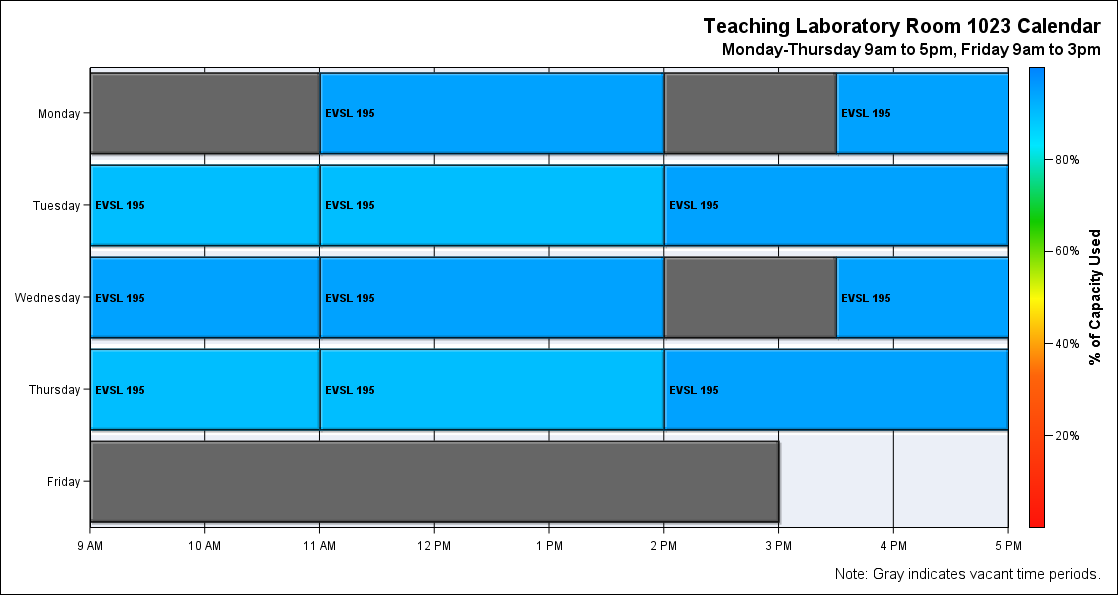 Teaching Laboratory Room 1023 Calendar
Monday-Thursday 9am to 5pm, Friday 9am to 3pm
Monday
EVSL 195
EVSL 195
Tuesday
EVSL 195
EVSL 195
EVSL 195
Wednesday
EVSL 195
EVSL 195
EVSL 195
Thursday
EVSL 195
EVSL 195
EVSL 195
Friday
9 AM
10 AM
11 AM
12 PM
1 PM
2 PM
3 PM
4 PM
5 PM
80%
60%
40%
20%
% of Capacity Used
Note: Gray indicates vacant time periods.